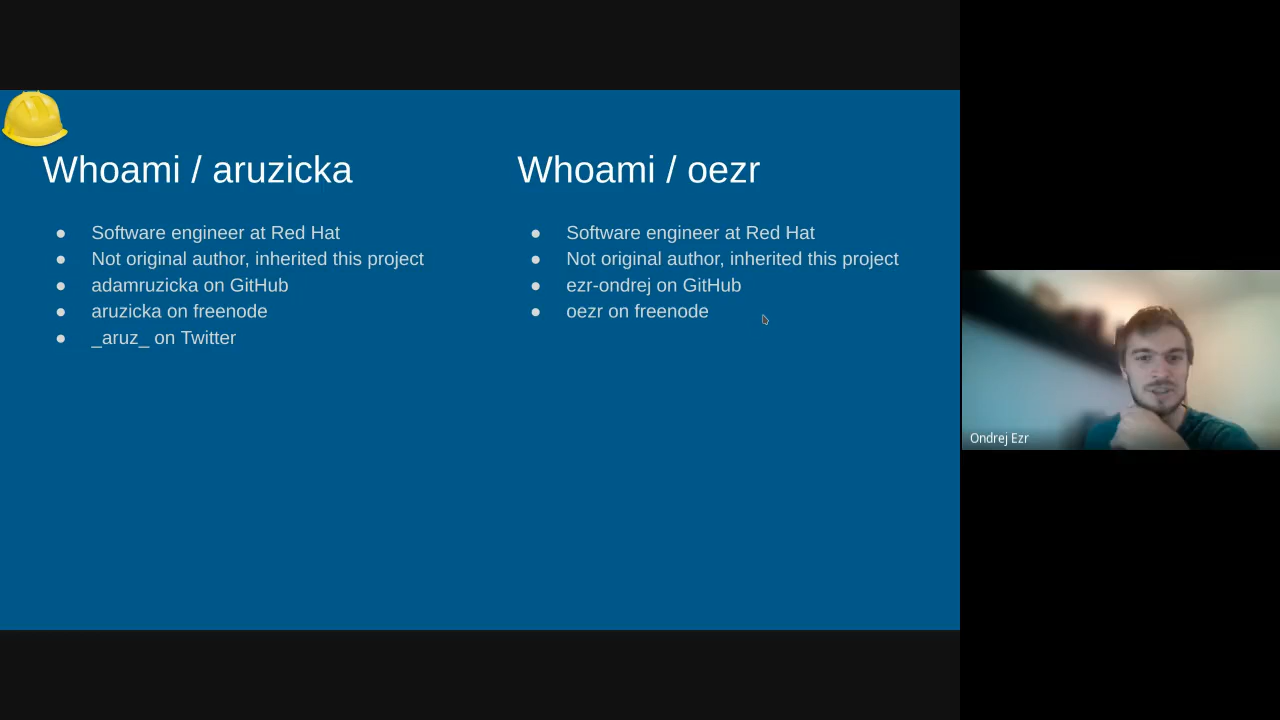 Whoami / aruzicka
● Software engineer at Red Hat
● Not original author, inherited this project
● adamruzicka on GitHub
● aruzicka on freenode
● _aruz_ on Twitter
Whoami / oezr
● Software engineer at Red Hat
● Not original author, inherited this project
● ezr-ondrej on GitHub
● oezr on freenode
Ondrej Ezr